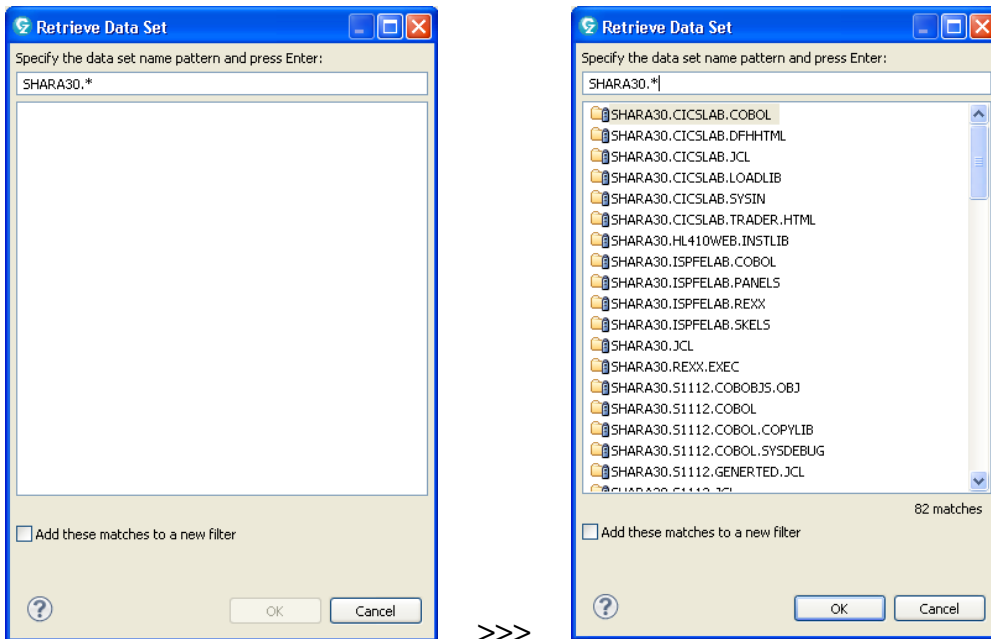 Retrieve Data Set
Specify the data set name pattern and press Enter:
SHARA30.*
Add these matches to a new filter
OK
Cancel
>>>
Retrieve Data Set
Specify the data set name pattern and press Enter:
SHARA30.*
SHARA30.CICSLAB.COBOL
SHARA30.CICSLAB.DFHHTML
SHARA30.CICSLAB.JCL
SHARA30.CICSLAB.LOADLIB
SHARA30.CICSLAB.SYSIN
SHARA30.CICSLAB.TRADER.HTML
SHARA30.HL410WEB.INSTLIB
SHARA30.ISPFELAB.COBOL
SHARA30.ISPFELAB.PANELS
SHARA30.ISPFELAB.REXX
SHARA30.ISPFELAB.SKELS
SHARA30.JCL
SHARA30.REXX.EXEC
SHARA30.S1112.COBOBJS.OBJ
SHARA30.S1112.COBOL
SHARA30.S1112.COBOL.COPYLIB
SHARA30.S1112.COBOL.SYSDEBUG
SHARA30.S1112.GENERTED.JCL
82 matches
Add these matches to a new filter
OK
Cancel